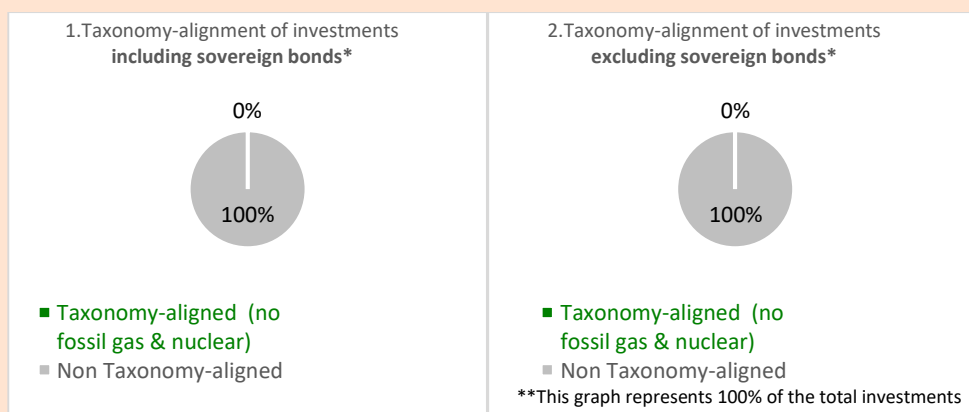 1.Taxonomy-alignment of investments
including sovereign bonds*
0%
100%
■ Taxonomy-aligned (no
fossil gas & nuclear)
■ Non Taxonomy-aligned
2.Taxonomy-alignment of investments
excluding sovereign bonds*
0%
100%
■ Taxonomy-aligned (no
fossil gas & nuclear)
■ Non Taxonomy-aligned
**This graph represents 100% of the total investments